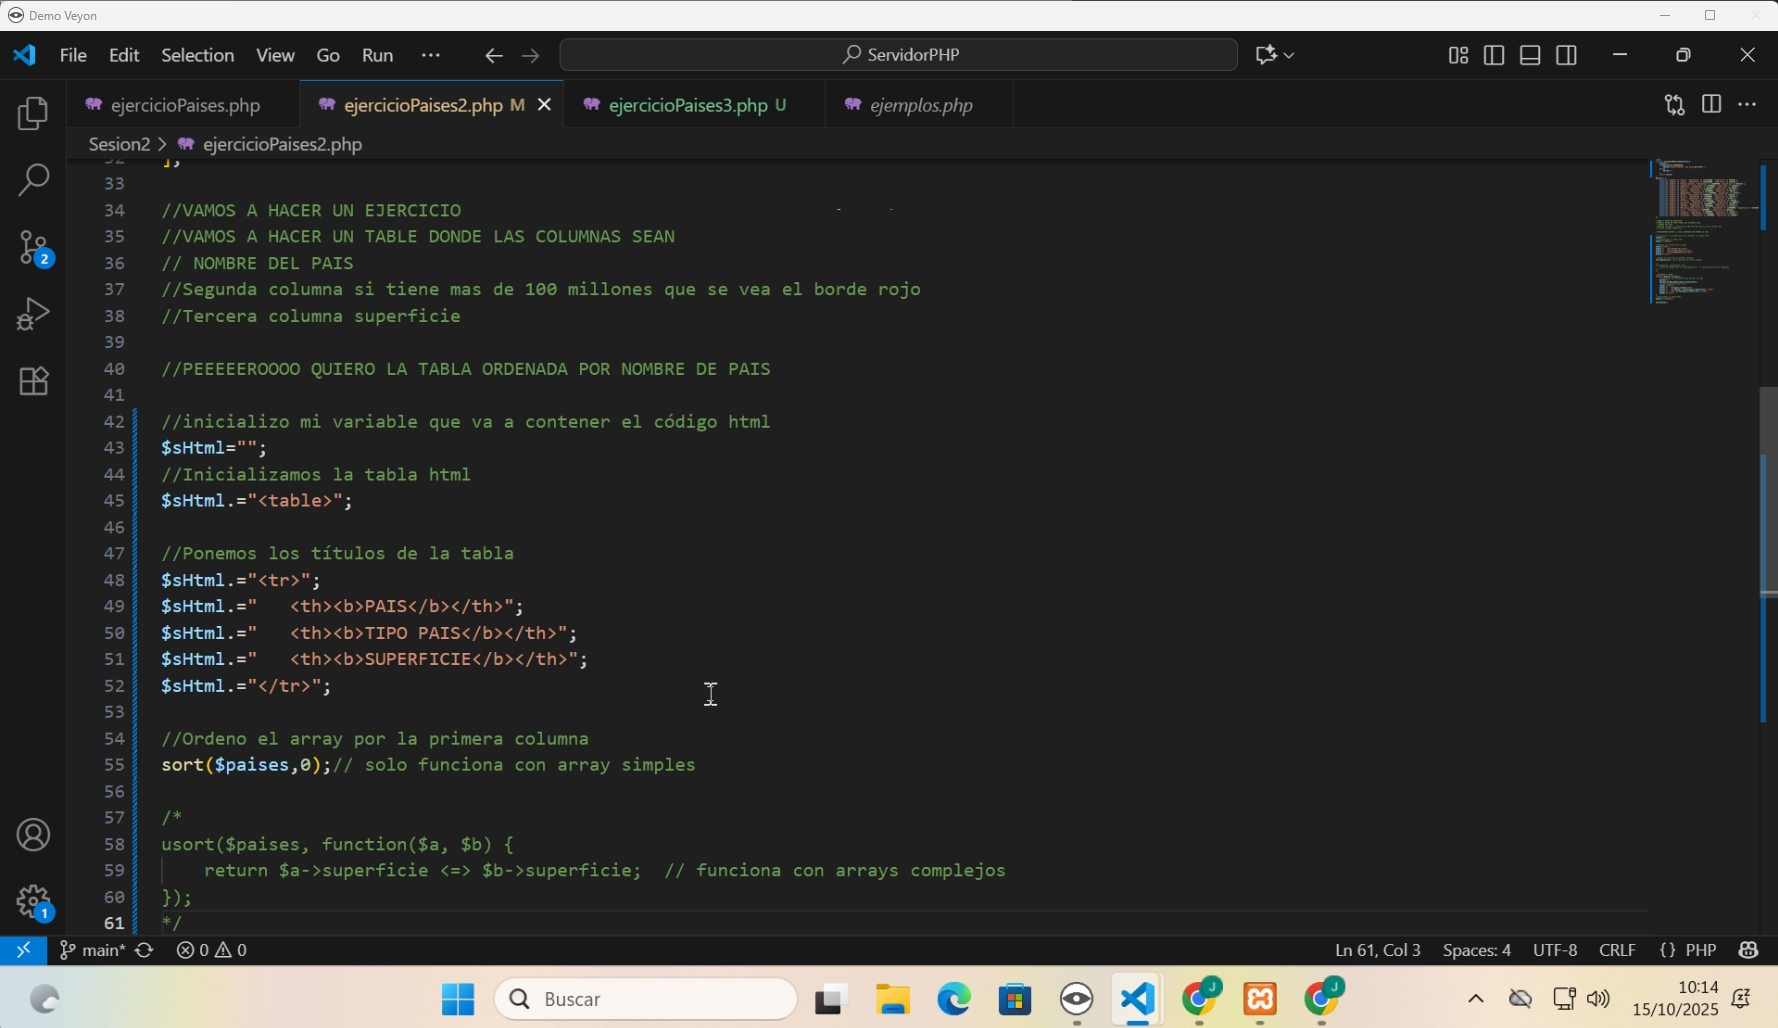 Demo Veyon
File Edit Selection View Go Run ServidorPHP
ejercicioPaises.php ejercicioPaises2.php M ejercicioPaises3.php U ejemplos.php
Sesion2 > ejercicioPaises2.php
32 ];
33
34 //VAMOS A HACER UN EJERCICIO
35 //VAMOS A HACER UN TABLE DONDE LAS COLUMNAS SEAN
36 // NOMBRE DEL PAIS
37 //Segunda columna si tiene mas de 100 millones que se vea el borde rojo
38 //Tercera columna superficie
39
40 //PEEEEEROOOO QUIERO LA TABLA ORDENADA POR NOMBRE DE PAIS
41
42 //inicializo mi variable que va a contener el código html
43 $sHtml="";
44 //Inicializamos la tabla html
45 $sHtml.="<table>";
46
47 //Ponemos los títulos de la tabla
48 $sHtml.="<tr>";
49 $sHtml.="   <th><b>PAIS</b></th>";
50 $sHtml.="   <th><b>TIPO PAIS</b></th>";
51 $sHtml.="   <th><b>SUPERFICIE</b></th>";
52 $sHtml.="</tr>";
53
54 //Ordeno el array por la primera columna
55 sort($paises,0);// solo funciona con array simples
56
57 /*
58 usort($paises, function($a, $b) {
59     return $a->superficie <=> $b->superficie;  // funciona con arrays complejos
60 });
61 */
2
1
main* 0 0 Ln 61, Col 3 Spaces: 4 UTF-8 CRLF {} PHP
Buscar
J
J
10:14
15/10/2025